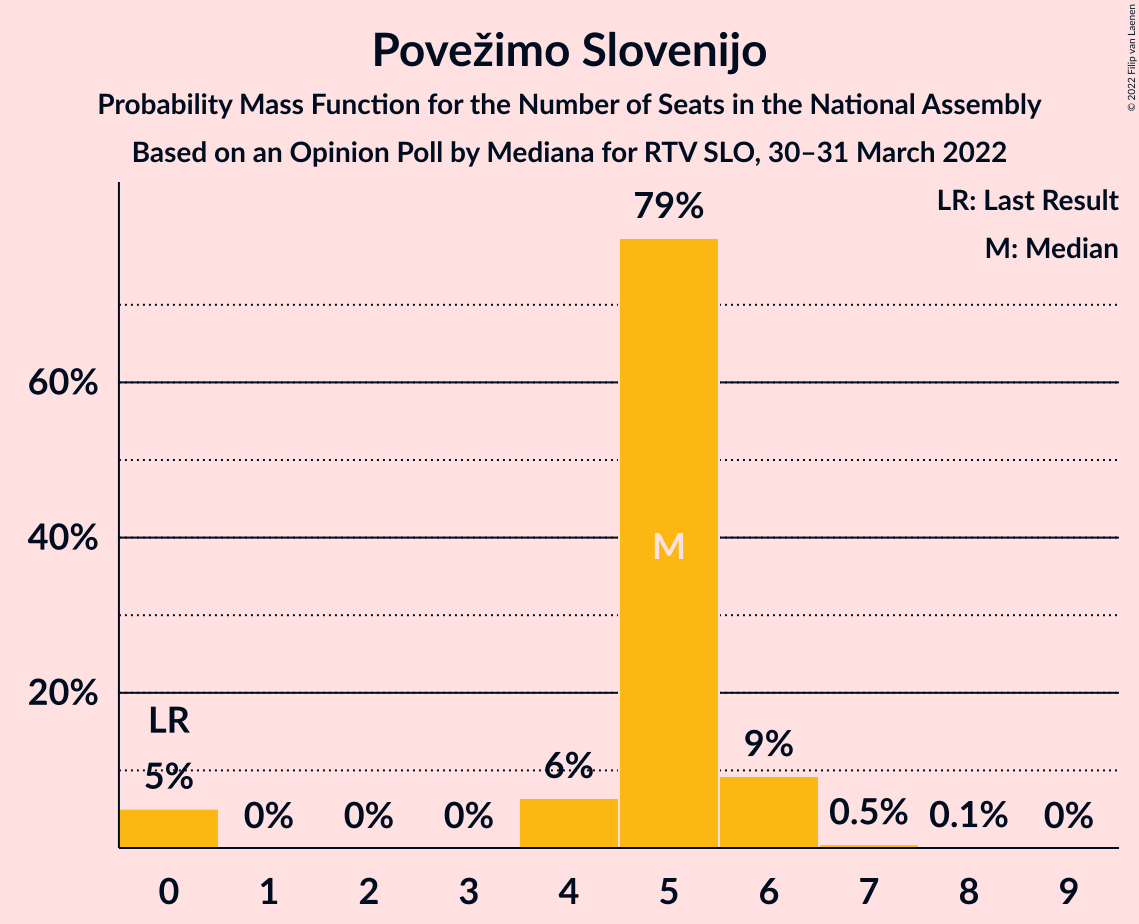 © 2022 Filip van Laenen
Povežimo Slovenijo
Probability Mass Function for the Number of Seats in the National Assembly
Based on an Opinion Poll by Mediana for RTV SLO, 30–31 March 2022
LR: Last Result
M: Median
79%
60%
40%
M
20%
LR
5%
0%
0%
0%
6%
9%
0.5%
0.1%
0%
0 1 2 3 4 5 6 7 8 9